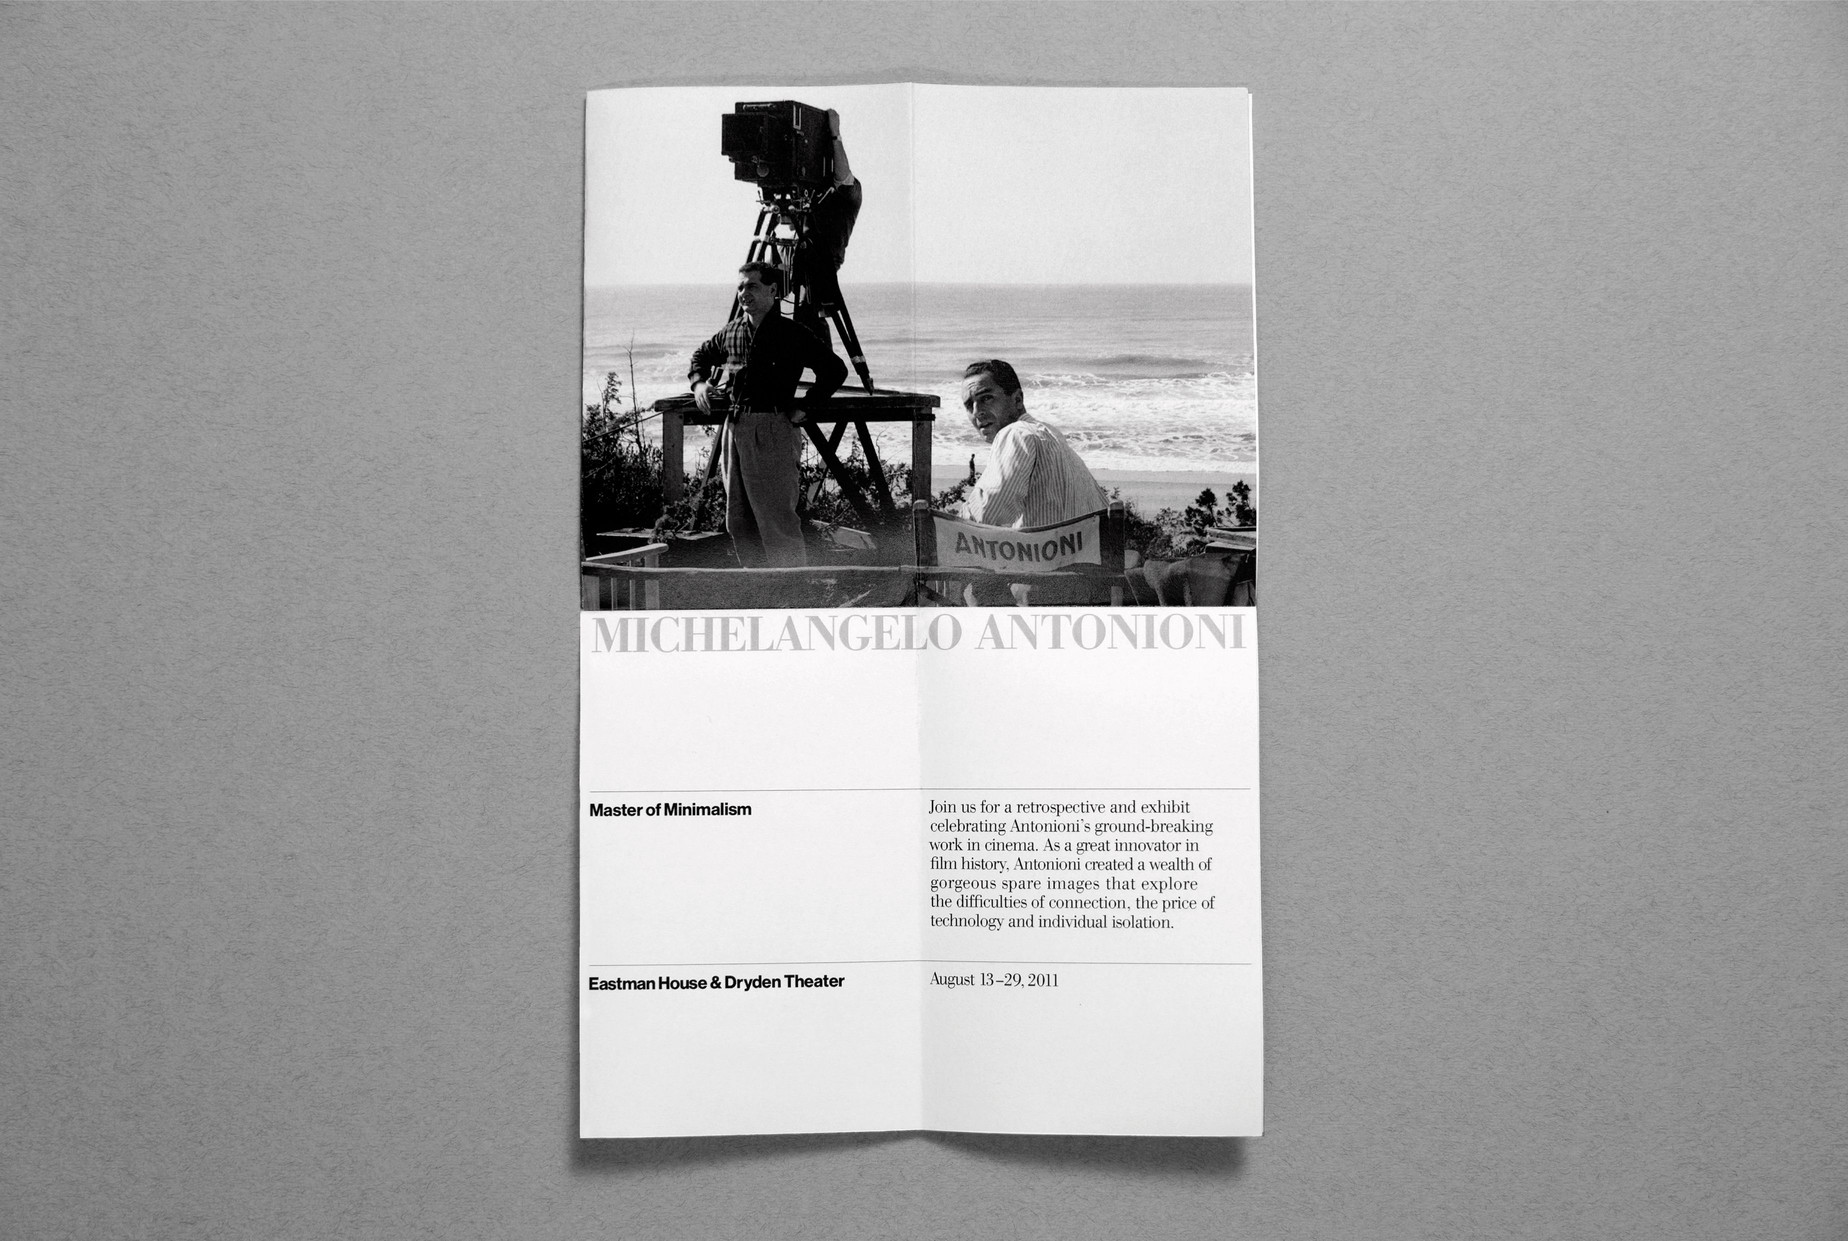 ANTONIONI
MICHELANGELO ANTONIONI
Master of Minimalism
Join us for a retrospective and exhibit
celebrating Antonioni's ground-breaking
work in cinema. As a great innovator in
film history, Antonioni created a wealth of
gorgeous spare images that explore
the difficulties of connection, the price of
technology and individual isolation.
Eastman House & Dryden Theater
August 13–29, 2011